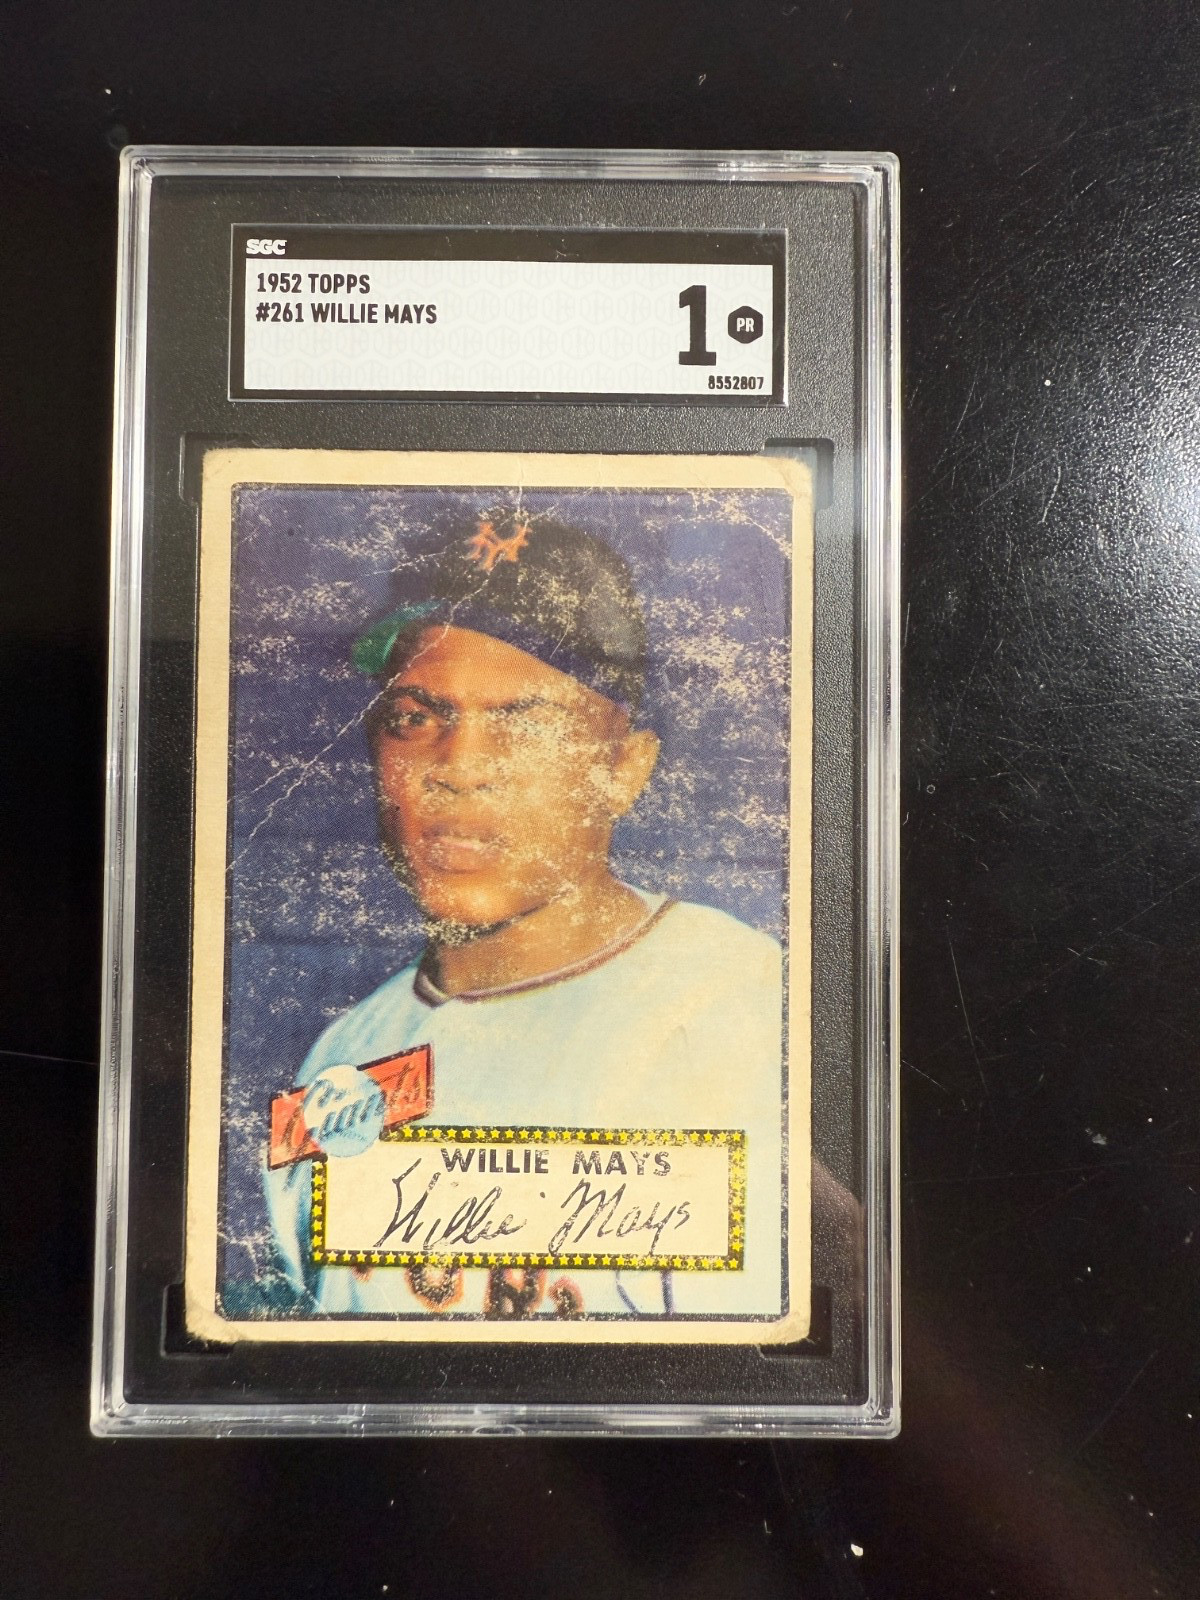 SGC
1952 TOPPS
#261 WILLIE MAYS
1 PR
8552807
NY
Giants
WILLIE MAYS
Willie Mays